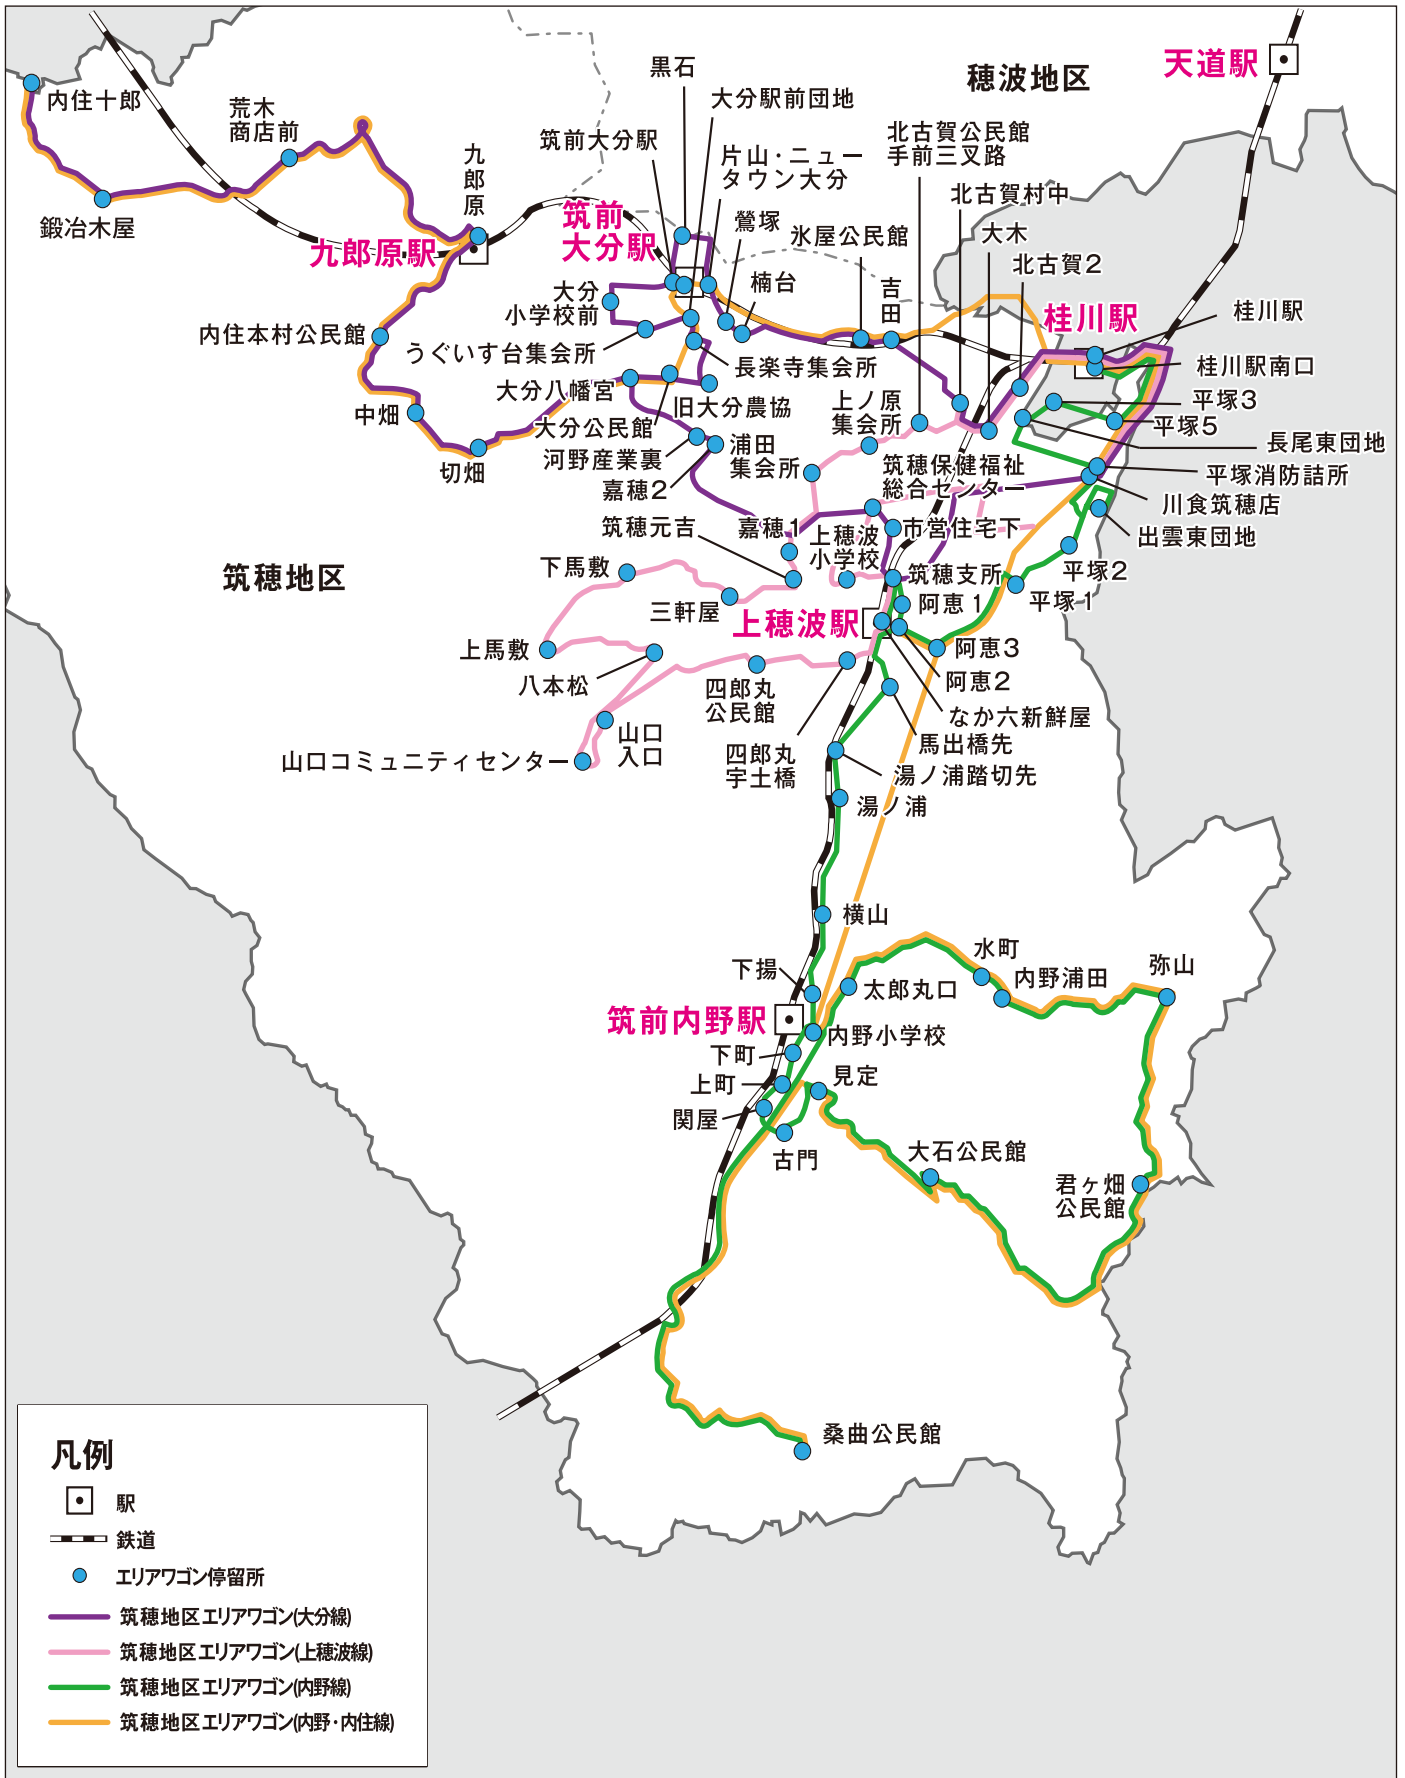 天道駅
穂波地区
黒石
大分駅前団地
内住十郎
荒木
商店前
筑前大分駅
片山・ニュー
タウン大分
北古賀公民館
手前三叉路
九郎原
北古賀村中
鍛冶木屋
九郎原駅
筑前
大分駅
鶯塚
氷屋公民館
大木
北古賀2
楠台
吉田
大分
小学校前
桂川駅
桂川駅
内住本村公民館
うぐいす台集会所
長楽寺集会所
桂川駅南口
大分八幡宮
旧大分農協
上ノ原
集会所
平塚3
中畑
大分公民館
平塚5
切畑
河野産業裏
浦田
集会所
長尾東団地
嘉穂2
筑穂保健福祉
総合センター
平塚消防詰所
川食筑穂店
筑穂元吉
嘉穂1
上穂波
小学校
市営住宅下
出雲東団地
筑穂地区
下馬敷
筑穂支所
平塚2
三軒屋
上穂波駅
阿恵1
平塚1
上馬敷
阿恵3
八本松
四郎丸
公民館
阿恵2
なか六新鮮屋
山口
入口
馬出橋先
山口コミュニティセンター
四郎丸
宇土橋
湯ノ浦踏切先
湯ノ浦
横山
下揚
太郎丸口
水町
内野浦田
弥山
筑前内野駅
内野小学校
下町
上町
見定
関屋
古門
大石公民館
君ヶ畑
公民館
桑曲公民館
凡例
駅
鉄道
エリアワゴン停留所
筑穂地区エリアワゴン(大分線)
筑穂地区エリアワゴン(上穂波線)
筑穂地区エリアワゴン(内野線)
筑穂地区エリアワゴン(内野・内住線)